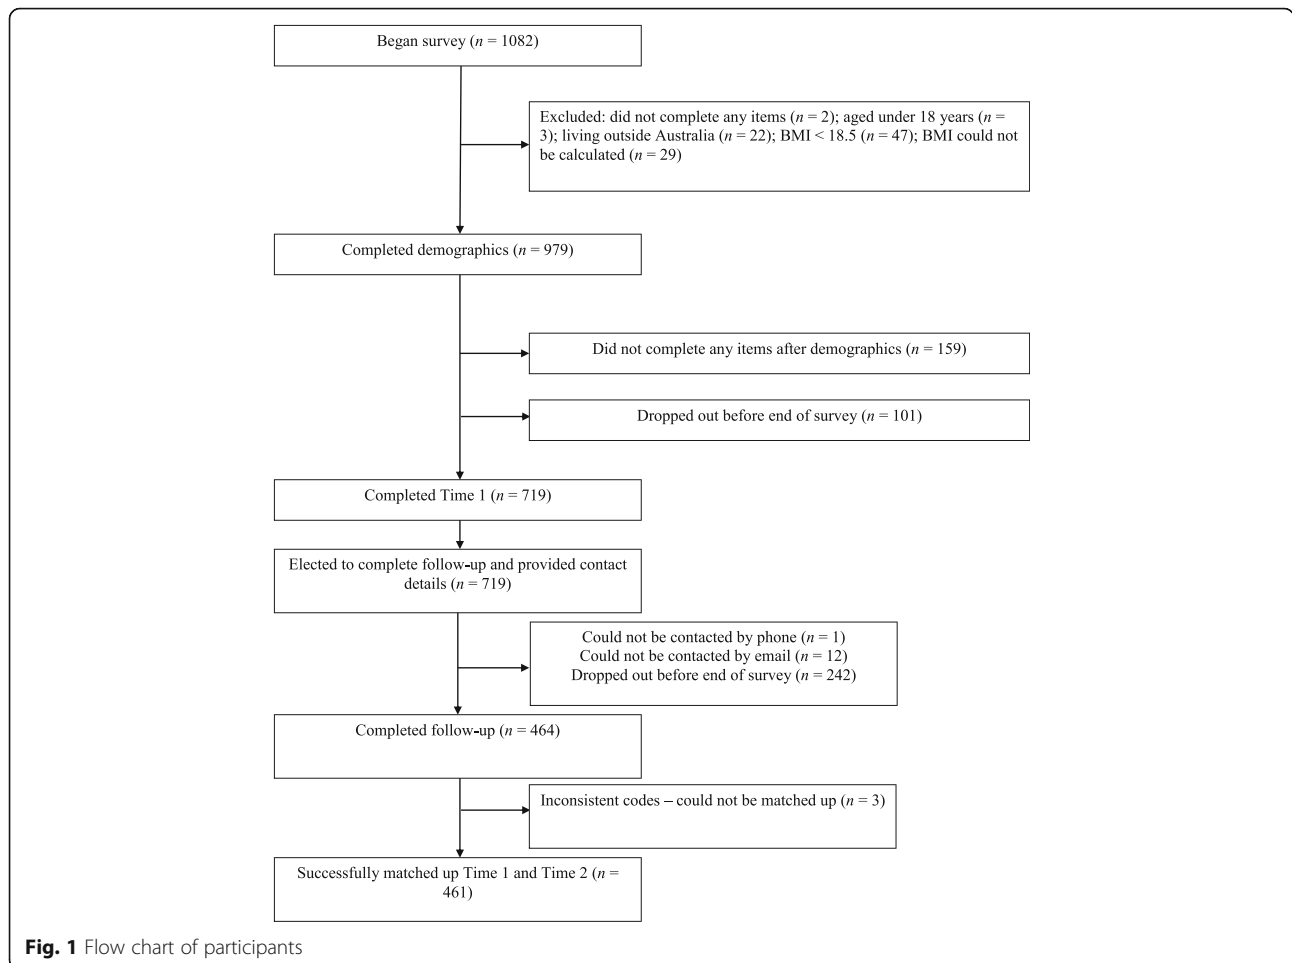 Began survey (n = 1082)
Excluded: did not complete any items (n = 2); aged under 18 years (n =
3); living outside Australia (n = 22); BMI < 18.5 (n = 47); BMI could not
be calculated (n = 29)
Completed demographics (n = 979)
Did not complete any items after demographics (n = 159)
Dropped out before end of survey (n = 101)
Completed Time 1 (n = 719)
Elected to complete follow-up and provided contact
details (n = 719)
Could not be contacted by phone (n = 1)
Could not be contacted by email (n = 12)
Dropped out before end of survey (n = 242)
Completed follow-up (n = 464)
Inconsistent codes – could not be matched up (n = 3)
Successfully matched up Time 1 and Time 2 (n =
461)
Fig. 1 Flow chart of participants